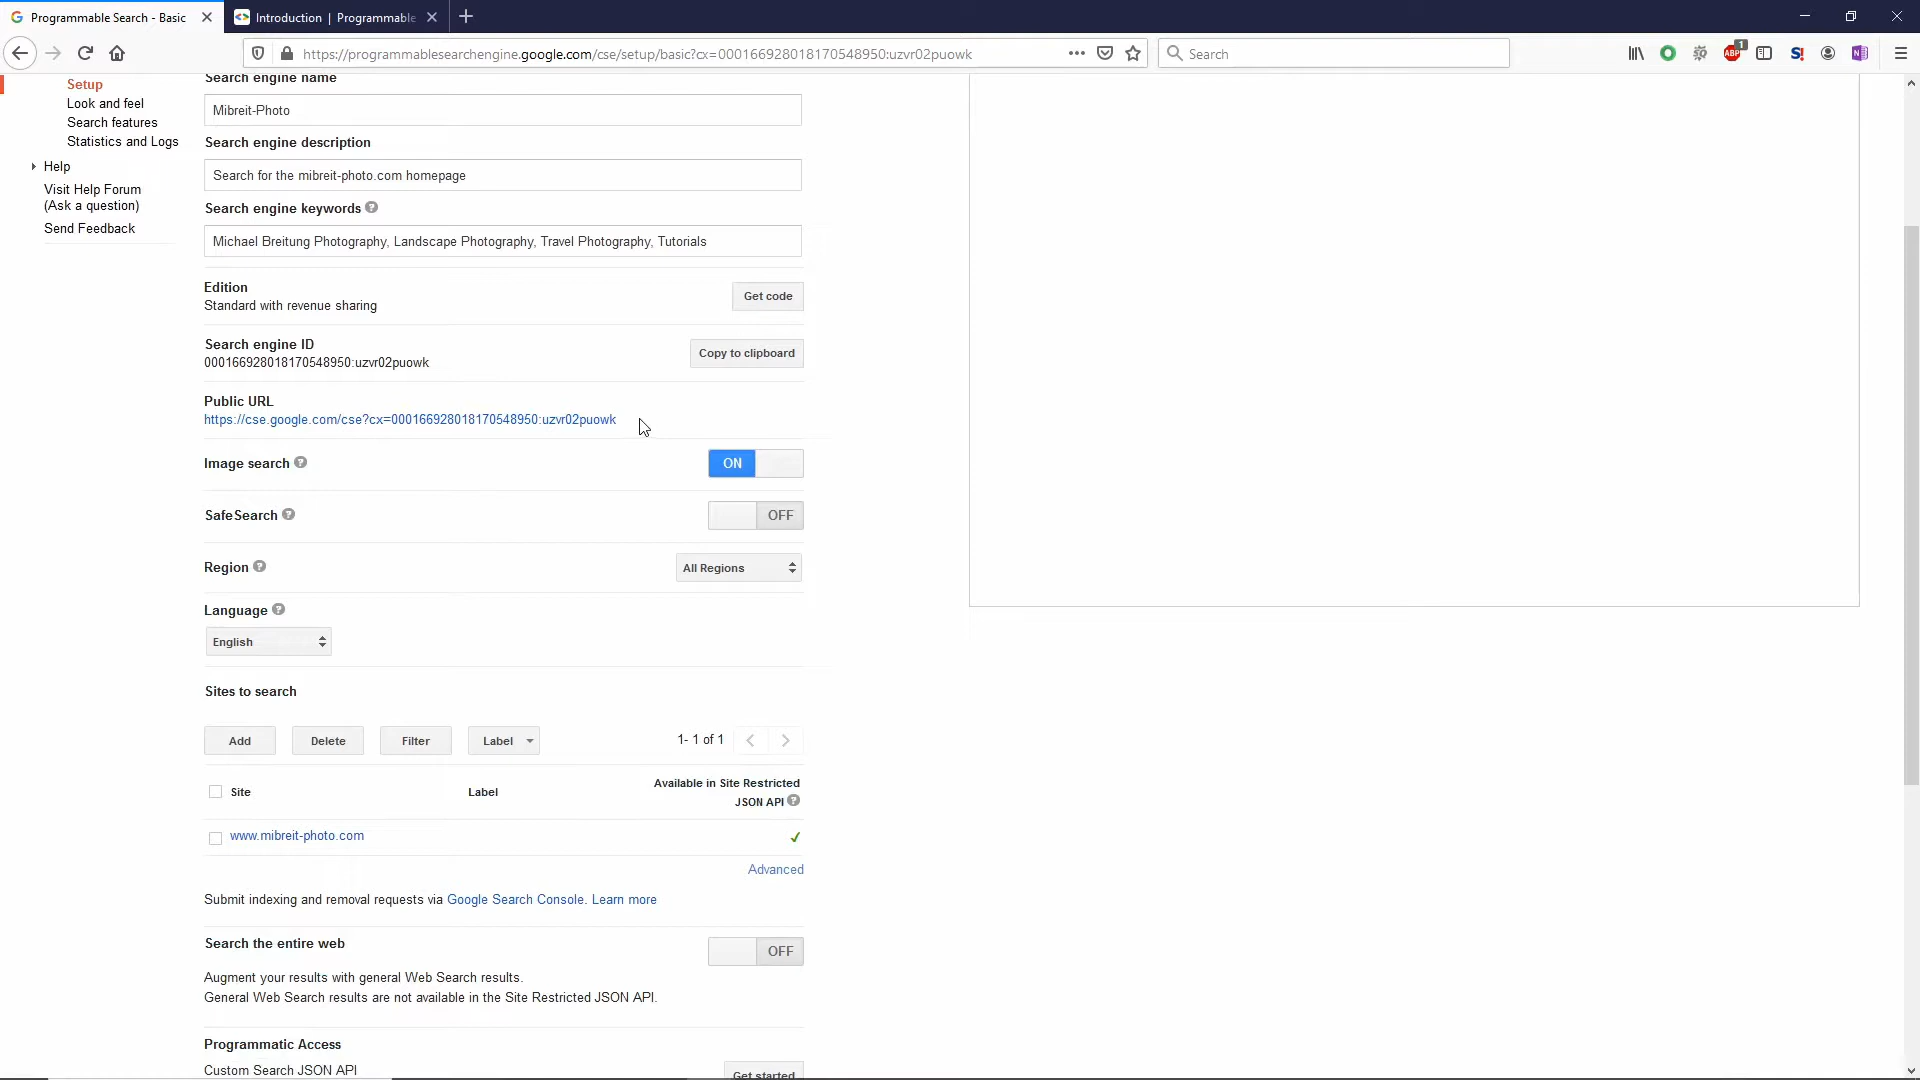 Programmable Search - Basic
Introduction | Programmable
https://programmablesearchengine.google.com/cse/setup/basic?cx=000166928018170548950:uzvr02puowk
Search
ABP
1
S!
N
Setup
Look and feel
Search features
Statistics and Logs
Help
Visit Help Forum
(Ask a question)
Send Feedback
Search engine name
Mibreit-Photo
Search engine description
Search for the mibreit-photo.com homepage
Search engine keywords
Michael Breitung Photography, Landscape Photography, Travel Photography, Tutorials
Edition
Standard with revenue sharing
Get code
Search engine ID
000166928018170548950:uzvr02puowk
Copy to clipboard
Public URL
https://cse.google.com/cse?cx=000166928018170548950:uzvr02puowk
Image search
ON
SafeSearch
OFF
Region
All Regions
Language
English
Sites to search
Add
Delete
Filter
Label
1- 1 of 1
Site
Label
Available in Site Restricted
JSON API
www.mibreit-photo.com
Advanced
Submit indexing and removal requests via Google Search Console. Learn more
Search the entire web
OFF
Augment your results with general Web Search results.
General Web Search results are not available in the Site Restricted JSON API.
Programmatic Access
Custom Search JSON API
Get started